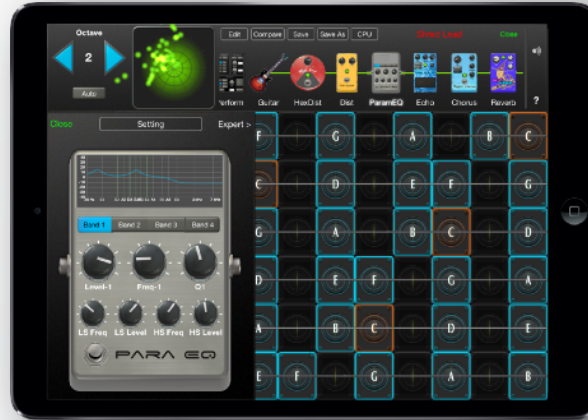 Octave
2
Auto
Edit Compare Save Save As CPU
Close
Guitar HexDist Dist ParamEQ Echo Chorus Reverb ?
Close Setting Expert >
Band 1 Band 2 Band 3 Band 4
Level-1 Freq-1 Q1
LS Freq LS Level HS Freq HS Level
PARA EQ
F G A B C
C D E F G
G A B C D
D E F G A
A B C D E
E F G A B